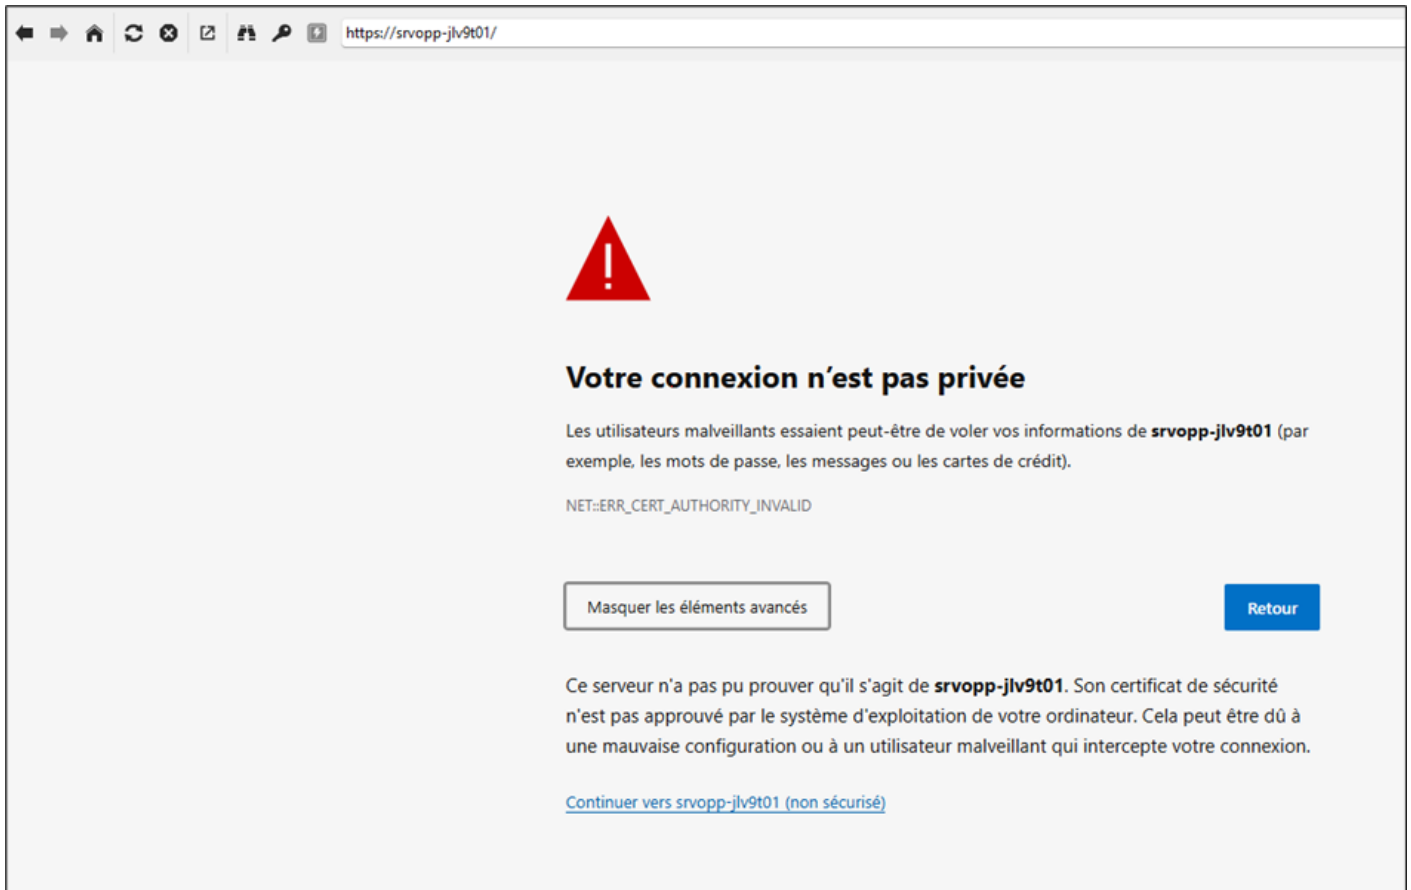 https://srvopp-jlv9t01/
Votre connexion n’est pas privée
Les utilisateurs malveillants essaient peut-être de voler vos informations de srvopp-jlv9t01 (par
exemple, les mots de passe, les messages ou les cartes de crédit).
NET::ERR_CERT_AUTHORITY_INVALID
Masquer les éléments avancés
Retour
Ce serveur n'a pas pu prouver qu'il s'agit de srvopp-jlv9t01. Son certificat de sécurité
n'est pas approuvé par le système d'exploitation de votre ordinateur. Cela peut être dû à
une mauvaise configuration ou à un utilisateur malveillant qui intercepte votre connexion.
Continuer vers srvopp-jlv9t01 (non sécurisé)